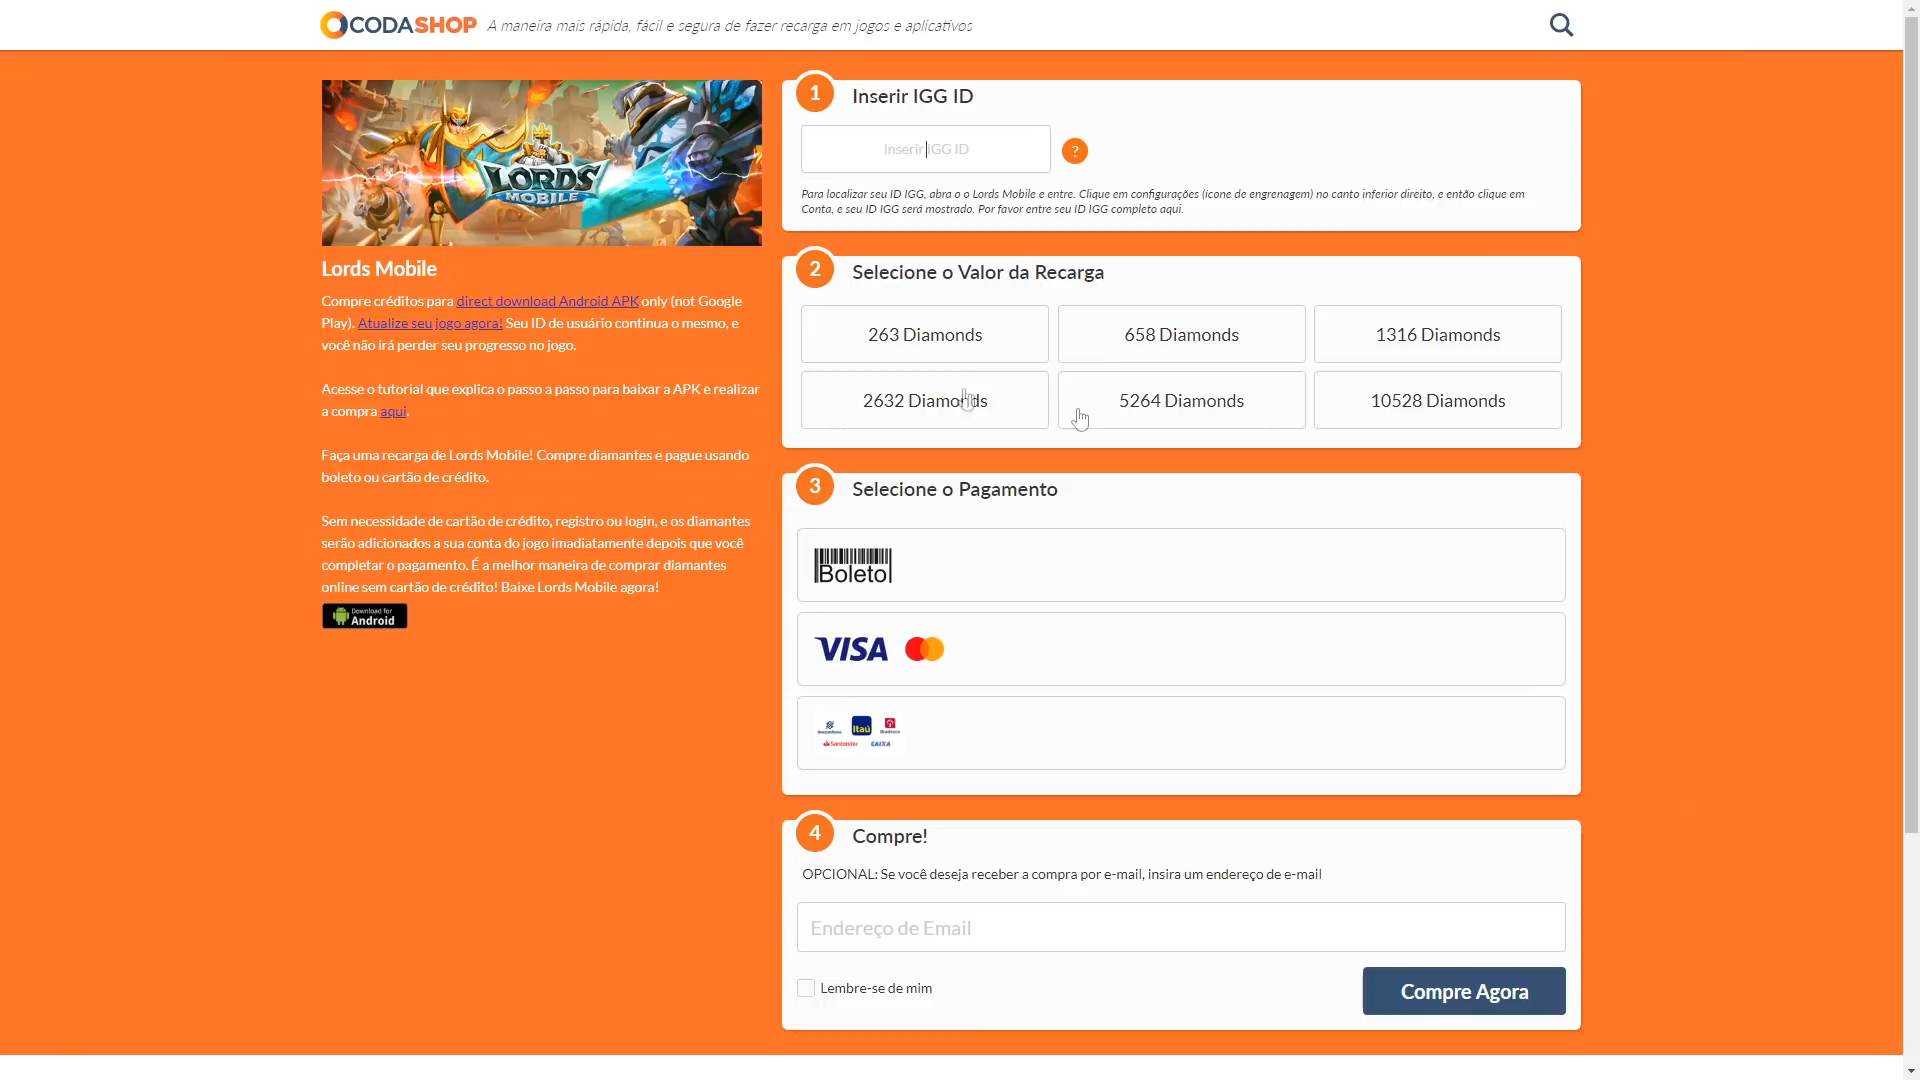 CODASHOP A maneira mais rápida, fácil e segura de fazer recarga em jogos e aplicativos
LORDS
MOBILE
Lords Mobile
Compre créditos para direct download Android APK only (not Google
Play). Atualize seu jogo agora! Seu ID de usuário continua o mesmo, e
você não irá perder seu progresso no jogo.
Acesse o tutorial que explica o passo a passo para baixar a APK e realizar
a compra aqui.
Faça uma recarga de Lords Mobile! Compre diamantes e pague usando
boleto ou cartão de crédito.
Sem necessidade de cartão de crédito, registro ou login, e os diamantes
serão adicionados a sua conta do jogo imadiatamente depois que você
completar o pagamento. É a melhor maneira de comprar diamantes
online sem cartão de crédito! Baixe Lords Mobile agora!
Download for
Android
1 Inserir IGG ID
Inserir IGG ID ?
Para localizar seu ID IGG, abra o o Lords Mobile e entre. Clique em configurações (ícone de engrenagem) no canto inferior direito, e então clique em
Conta, e seu ID IGG será mostrado. Por favor entre seu ID IGG completo aqui.
2 Selecione o Valor da Recarga
263 Diamonds 658 Diamonds 1316 Diamonds
2632 Diamonds 5264 Diamonds 10528 Diamonds
3 Selecione o Pagamento
Boleto
VISA
Itaú Bradesco
Santander CAIXA
4 Compre!
OPCIONAL: Se você deseja receber a compra por e-mail, insira um endereço de e-mail
Endereço de Email
Lembre-se de mim Compre Agora